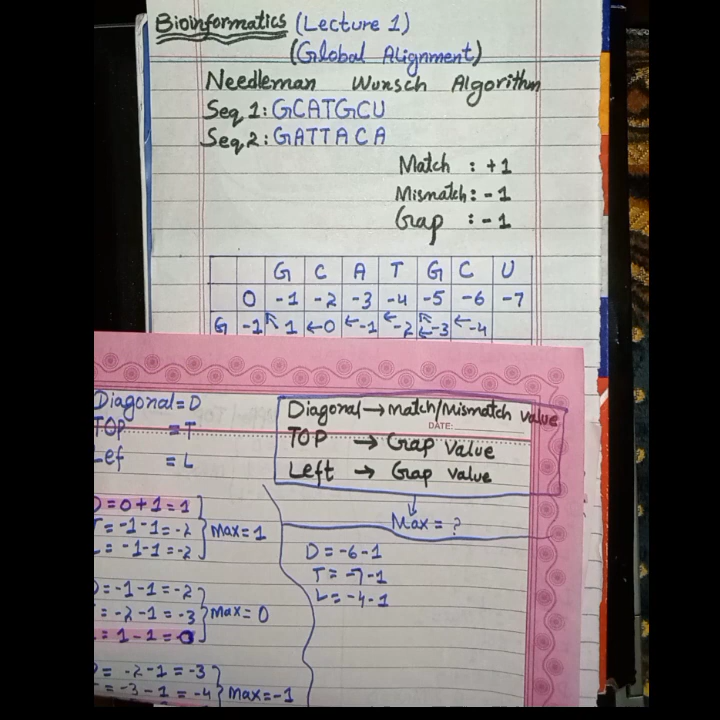 Bioinformatics (Lecture 1)
(Global Alignment)
Needleman Wunsch Algorithm
Seq 1: GCATGCU
Seq 2: GATTACA
Match : +1
Mismatch: -1
Gap : -1
G C A T G C U
0 -1 -2 -3 -4 -5 -6 -7
G -1 ↖1 ←0 ←-1 ←-2 ↖←-3 ←-4
Diagonal=D
TOP =T
Lef =L
Diagonal→Match/Mismatch value
DATE:
TOP → Gap Value
Left → Gap value
Max = ?
D=0+1=1
T=-1-1=-2
L=-1-1=-2
Max=1
D=-1-1=-2
T=-2-1=-3
L=1-1=0
Max=0
D=-2-1=-3
T=-3-1=-4
Max=-1
D=-6-1
T=-7-1
L=-4-1